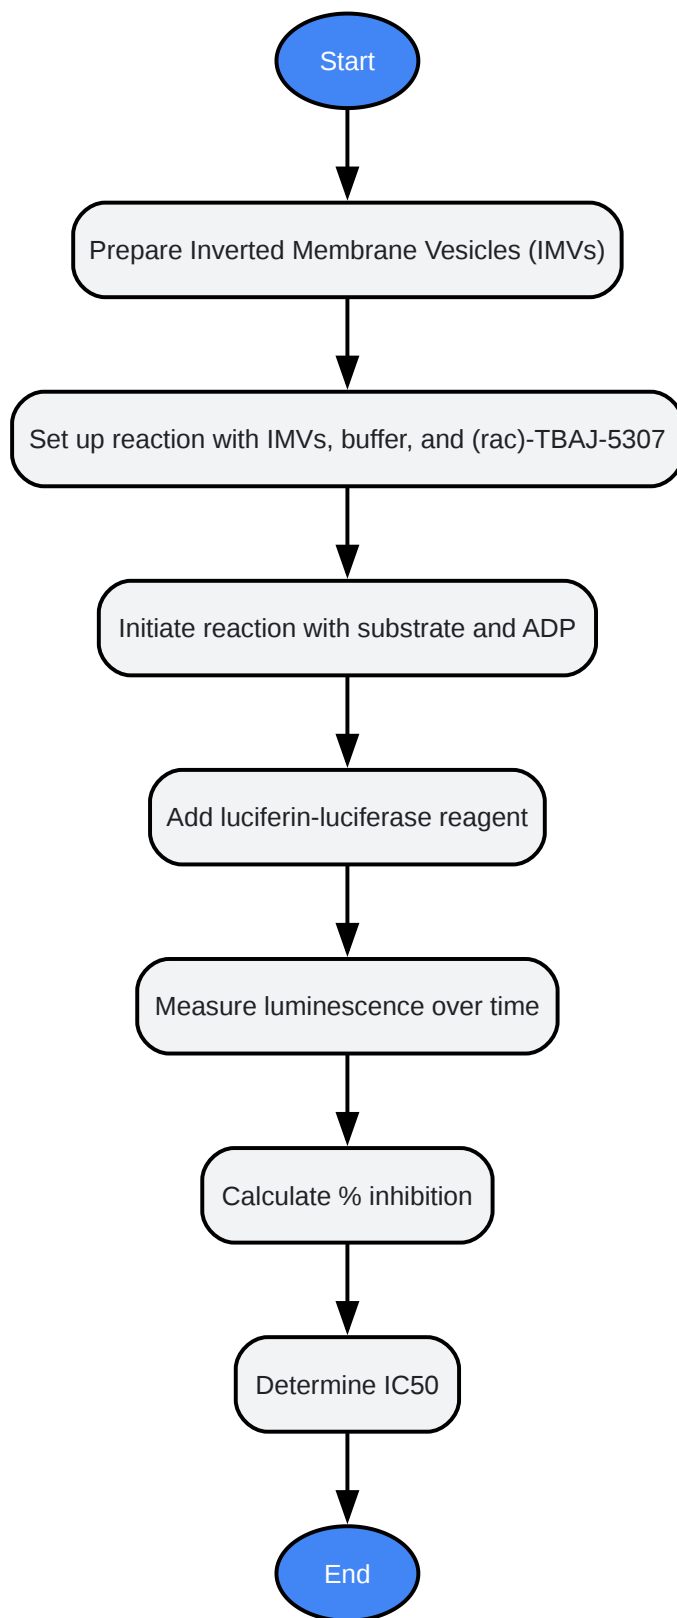 Start
Prepare Inverted Membrane Vesicles (IMVs)
Set up reaction with IMVs, buffer, and (rac)-TBAJ-5307
Initiate reaction with substrate and ADP
Add luciferin-luciferase reagent
Measure luminescence over time
Calculate % inhibition
Determine IC50
End